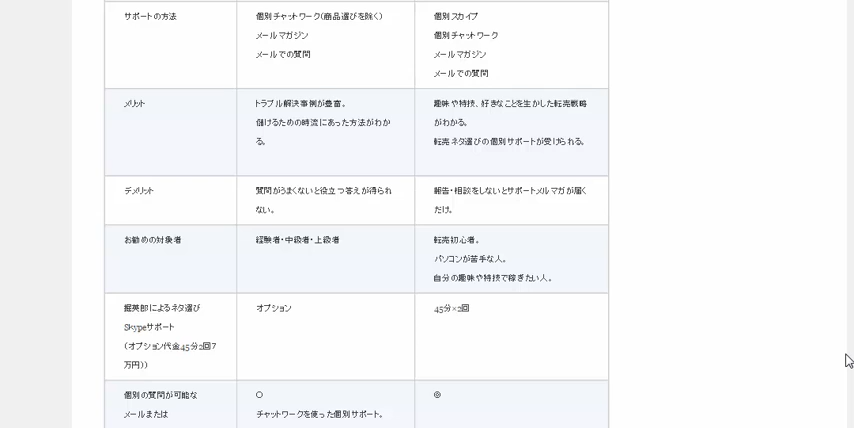 サポートの方法
個別チャットワーク(商品選びを除く)
メールマガジン
メールでの質問
個別スカイプ
個別チャットワーク
メールマガジン
メールでの質問
メリット
トラブル解決事例が豊富。
儲けるための時流にあった方法がわか
る。
趣味や特技、好きなことを生かした転売戦略
がわかる。
転売ネタ選びの個別サポートが受けられる。
デメリット
質問がうまくないと役立つ答えが得られ
ない。
報告・相談をしないとサポートメルマガが届く
だけ。
お勧めの対象者
経験者・中級者・上級者
転売初心者。
パソコンが苦手な人。
自分の趣味や特技で稼ぎたい人。
堀英郎によるネタ選び
Skypeサポート
(オプション代金45分2回7
万円))
オプション
45分×2回
個別の質問が可能な
メールまたは
○
チャットワークを使った個別サポート。
◎